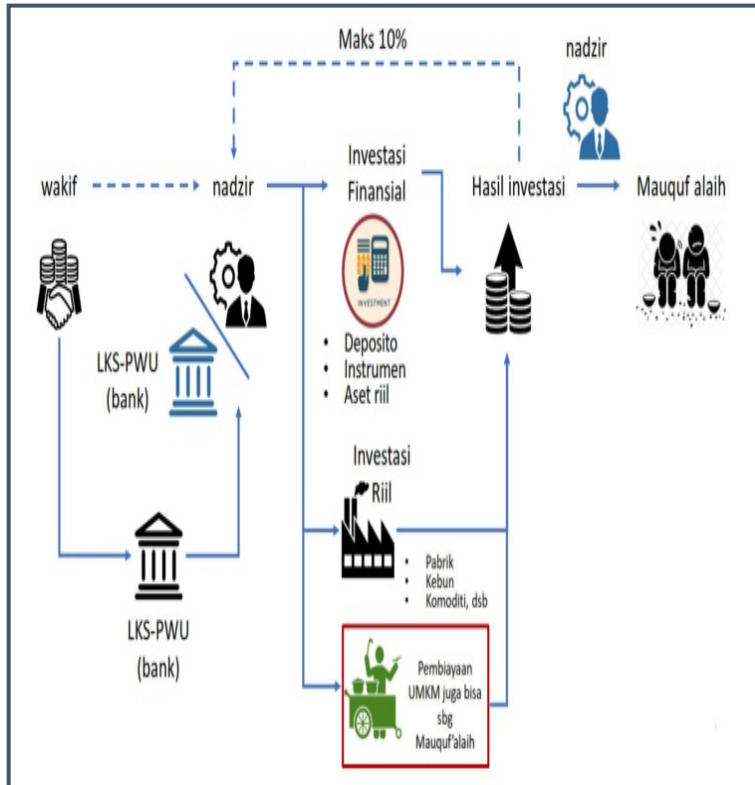 Maks 10%
nadzir
wakif
nadzir
Investasi
Finansial
Hasil investasi
Mauquf alaih
INVESTMENT
LKS-PWU
(bank)
• Deposito
• Instrumen
• Aset riil
Investasi
Riil
• Pabrik
• Kebun
• Komoditi, dsb
LKS-PWU
(bank)
Pembiayaan
UMKM juga bisa
sbg
Mauquf'alaih